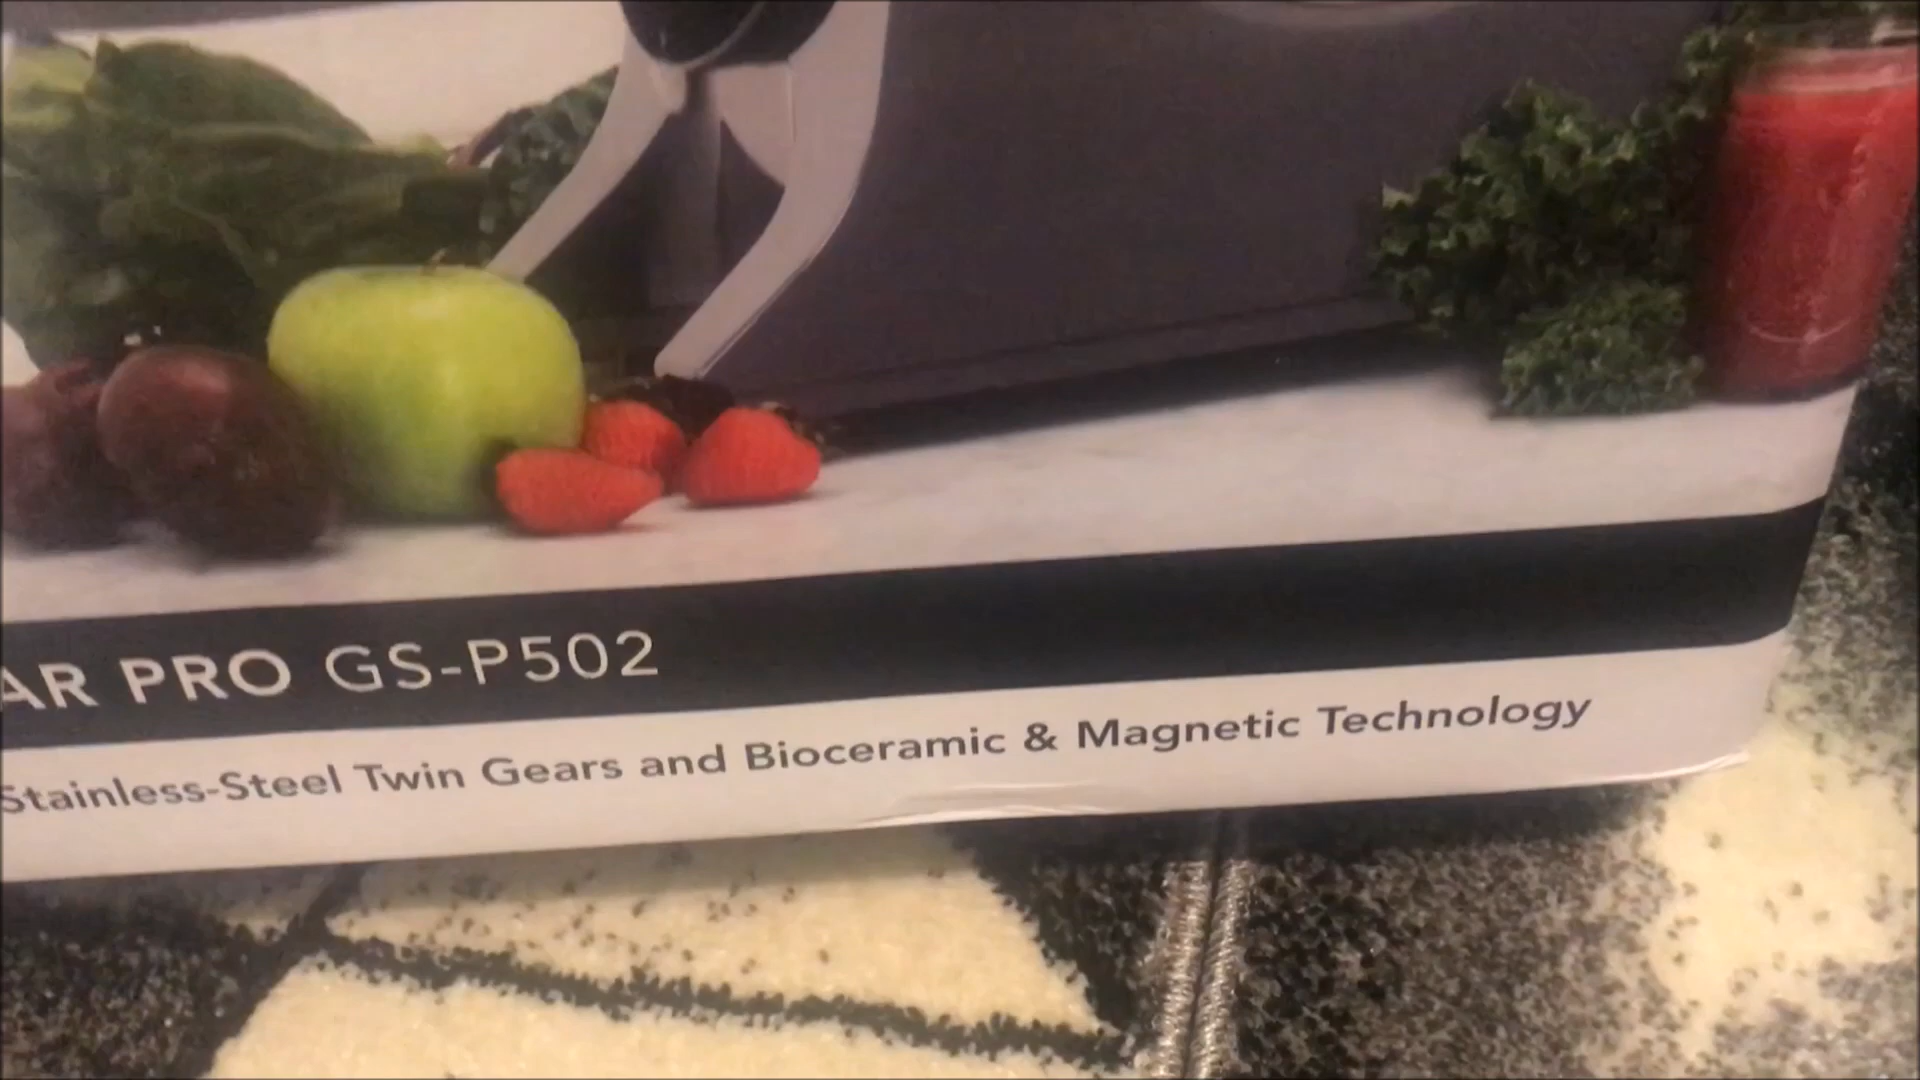 AR PRO GS-P502
Stainless-Steel Twin Gears and Bioceramic & Magnetic Technology